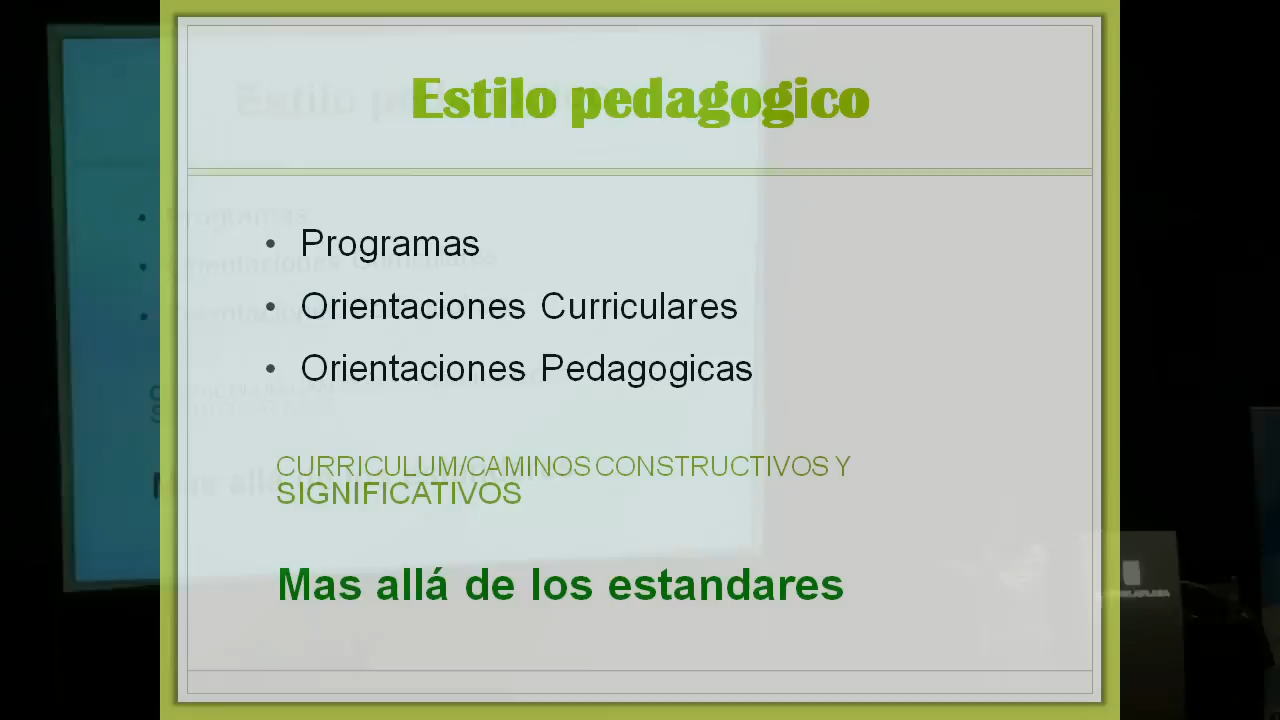 Estilo pedagogico
• Programas
• Orientaciones Curriculares
• Orientaciones Pedagogicas
CURRICULUM/CAMINOS CONSTRUCTIVOS Y
SIGNIFICATIVOS
Mas allá de los estandares